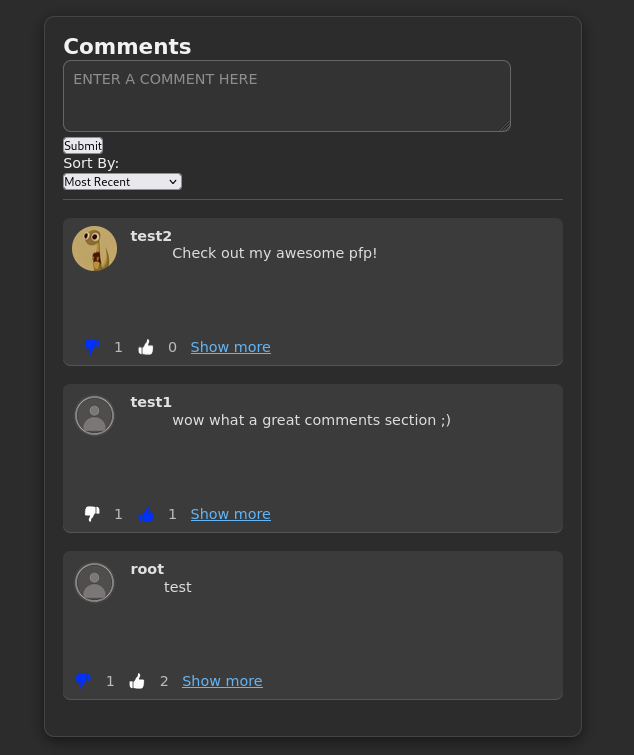 Comments
ENTER A COMMENT HERE
Submit
Sort By:
Most Recent
test2
Check out my awesome pfp!
1 0 Show more
test1
wow what a great comments section ;)
1 1 Show more
root
test
1 2 Show more